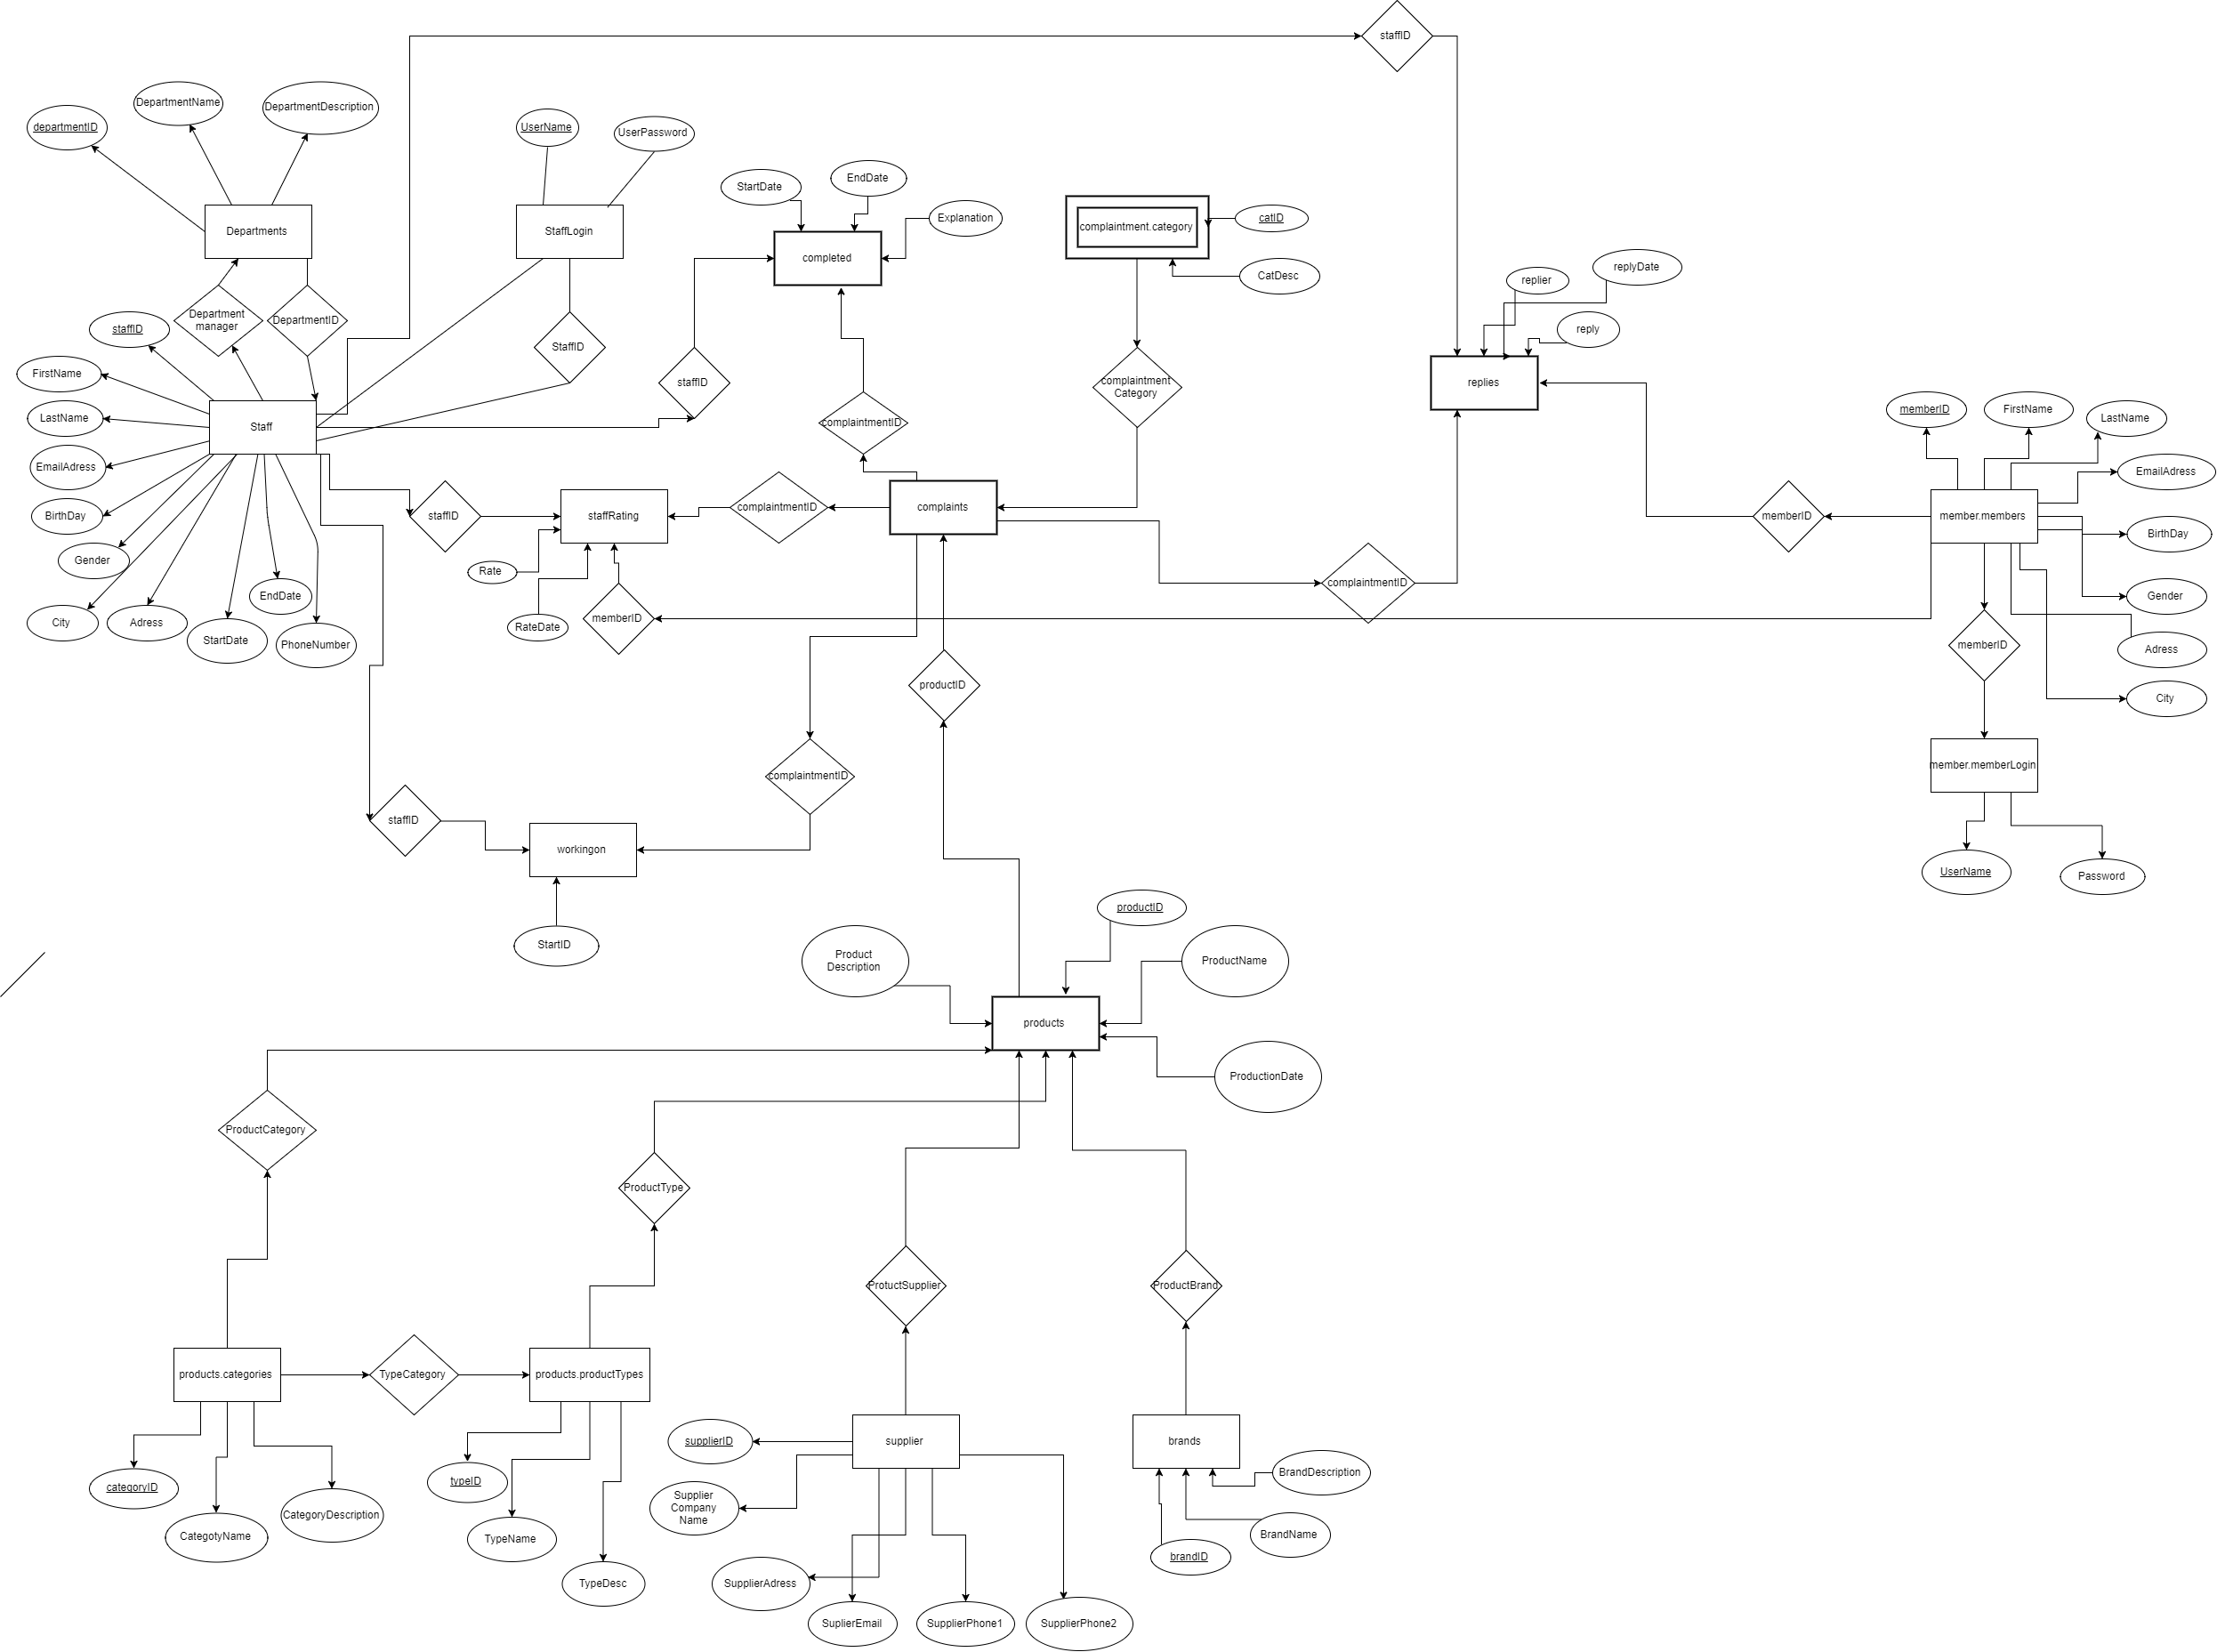 staffID
DepartmentName
DepartmentDescription
departmentID
UserName
UserPassword
StartDate
EndDate
Explanation
Departments
StaffLogin
completed
complaintment.category
catID
CatDesc
replyDate
replier
reply
Department
manager
DepartmentID
staffID
StaffID
staffID
complaintment
Category
replies
FirstName
LastName
Staff
complaintmentID
memberID
FirstName
LastName
EmailAdress
EmailAdress
BirthDay
staffID
staffRating
complaintmentID
complaints
memberID
member.members
BirthDay
Gender
Rate
complaintmentID
EndDate
Gender
City
Adress
StartDate
PhoneNumber
RateDate
memberID
memberID
Adress
productID
City
complaintmentID
member.memberLogin
staffID
workingon
UserName
Password
StartID
productID
Product
Description
ProductName
products
ProductionDate
ProductCategory
ProductType
ProtuctSupplier
ProductBrand
products.categories
TypeCategory
products.productTypes
supplierID
supplier
brands
categoryID
CategotyName
CategoryDescription
typeID
TypeName
TypeDesc
Supplier
Company
Name
BrandDescription
BrandName
brandID
SupplierAdress
SuplierEmail
SupplierPhone1
SupplierPhone2